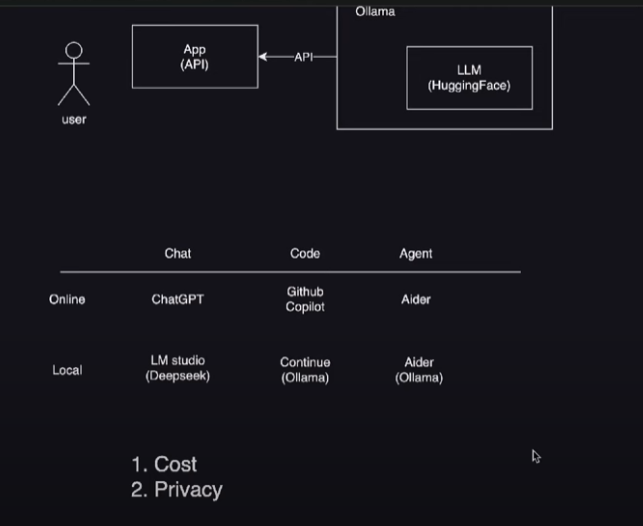 Ollama
App
(API)
API
LLM
(HuggingFace)
user
Chat Code Agent
Online ChatGPT Github Copilot Aider
Local LM studio (Deepseek) Continue (Ollama) Aider (Ollama)
1. Cost
2. Privacy